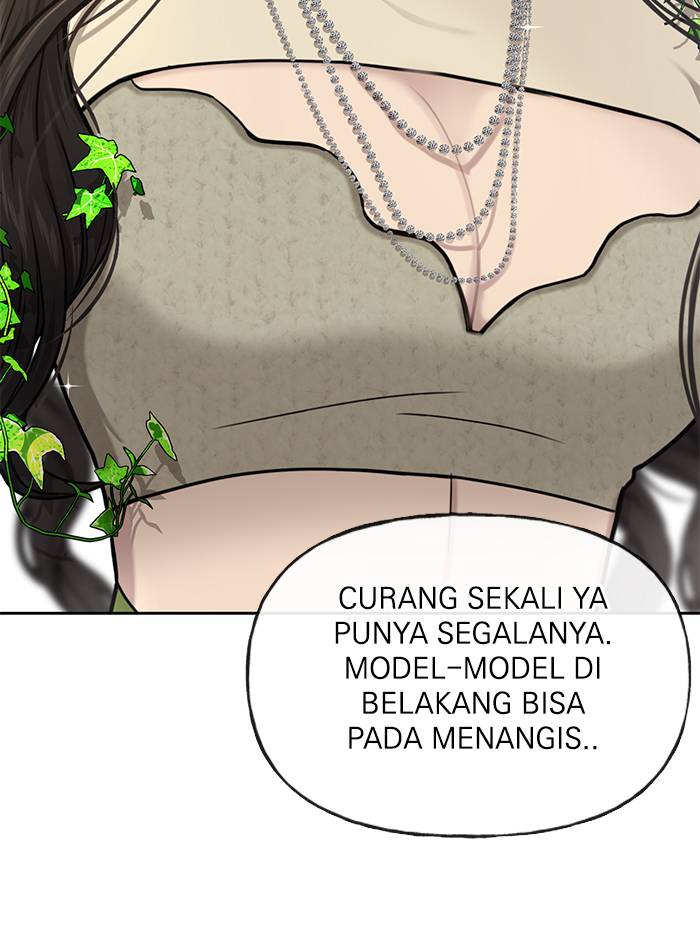 CURANG SEKALI YA
PUNYA SEGALANYA.
MODEL-MODEL DI
BELAKANG BISA
PADA MENANGIS..